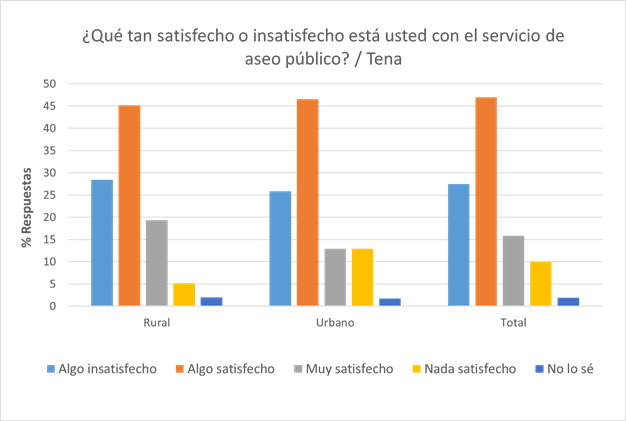 ¿Qué tan satisfecho o insatisfecho está usted con el servicio de
aseo público? / Tena
50
45
40
35
30
25
20
15
10
5
0
% Respuestas
Rural Urbano Total
Algo insatisfecho Algo satisfecho Muy satisfecho Nada satisfecho No lo sé